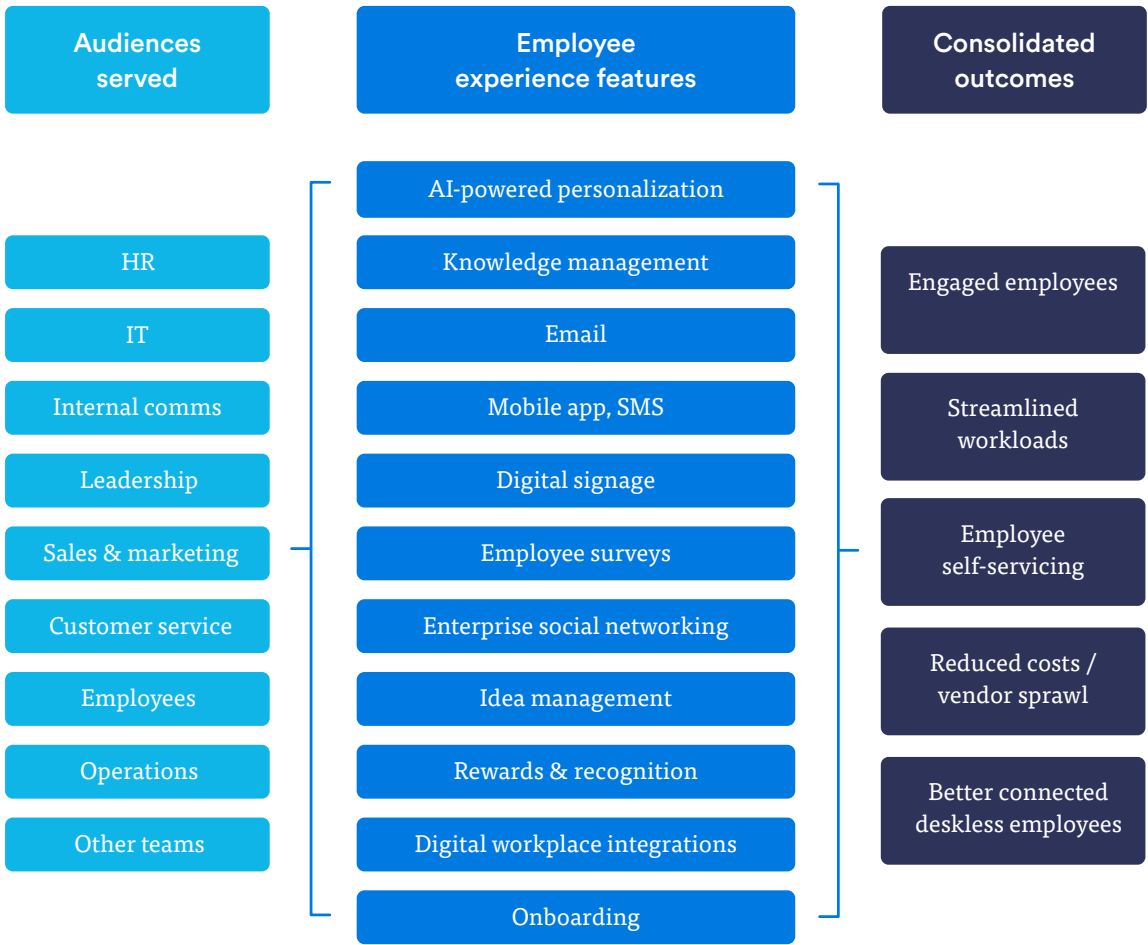 Audiences
served
Employee
experience features
Consolidated
outcomes
HR
IT
Internal comms
Leadership
Sales & marketing
Customer service
Employees
Operations
Other teams
AI-powered personalization
Knowledge management
Email
Mobile app, SMS
Digital signage
Employee surveys
Enterprise social networking
Idea management
Rewards & recognition
Digital workplace integrations
Onboarding
Engaged employees
Streamlined
workloads
Employee
self-servicing
Reduced costs /
vendor sprawl
Better connected
deskless employees